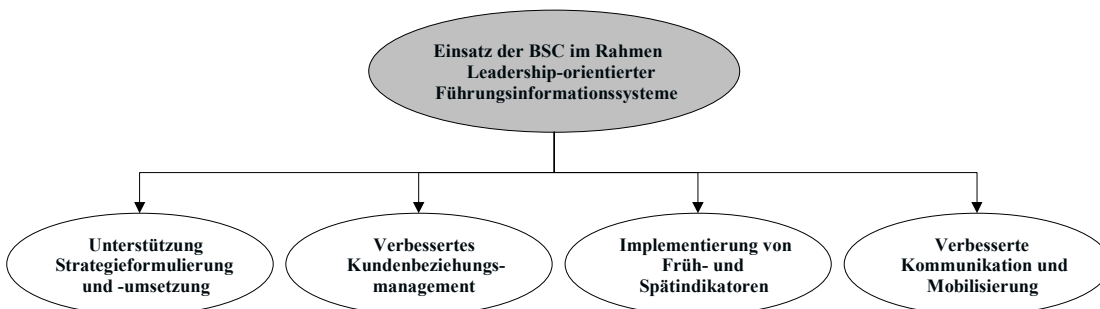 Einsatz der BSC im Rahmen
Leadership-orientierter
Führungsinformationssysteme
Unterstützung
Strategieformulierung
und -umsetzung
Verbessertes
Kundenbeziehungs-
management
Implementierung von
Früh- und
Spätindikatoren
Verbesserte
Kommunikation und
Mobilisierung